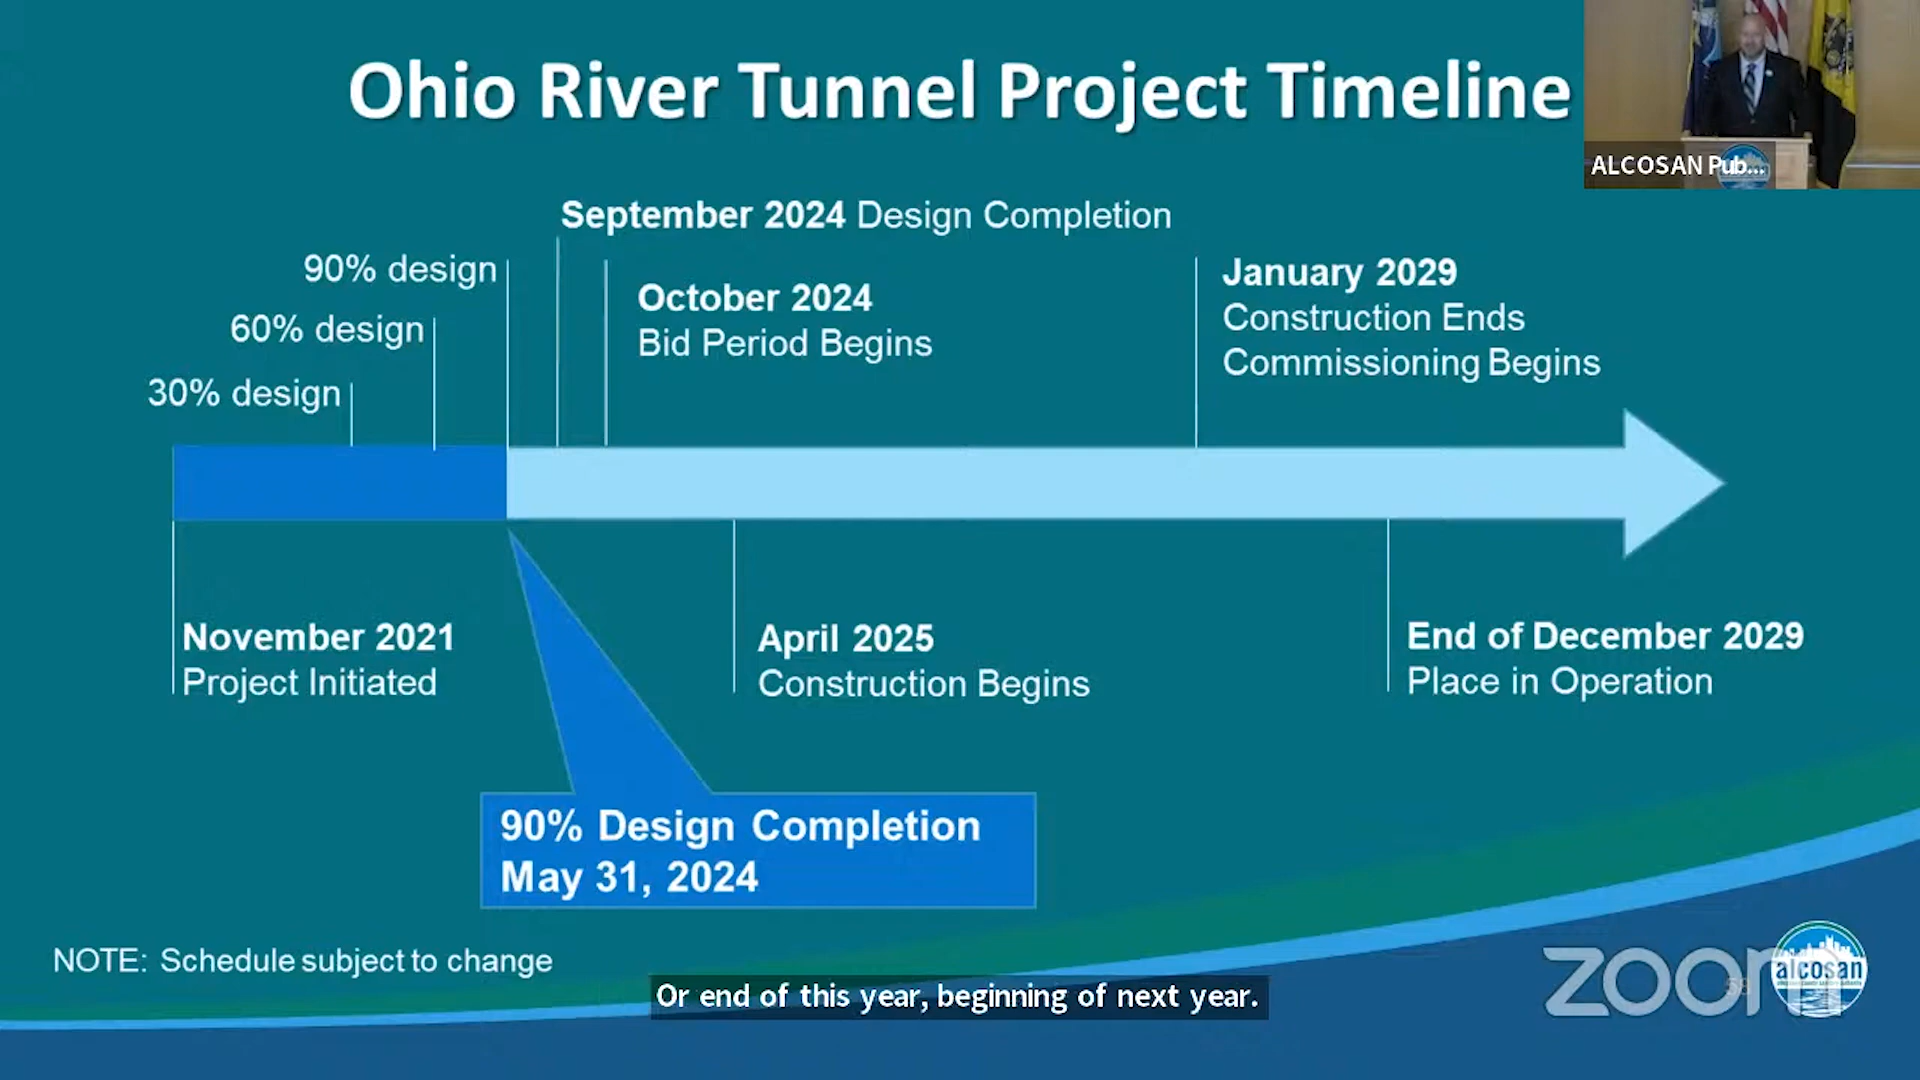 Ohio River Tunnel Project Timeline
ALCOSAN Pub...
September 2024 Design Completion
90% design
60% design
30% design
October 2024
Bid Period Begins
January 2029
Construction Ends
Commissioning Begins
November 2021
Project Initiated
April 2025
Construction Begins
End of December 2029
Place in Operation
90% Design Completion
May 31, 2024
NOTE: Schedule subject to change
Or end of this year, beginning of next year.
zoom
alcosan